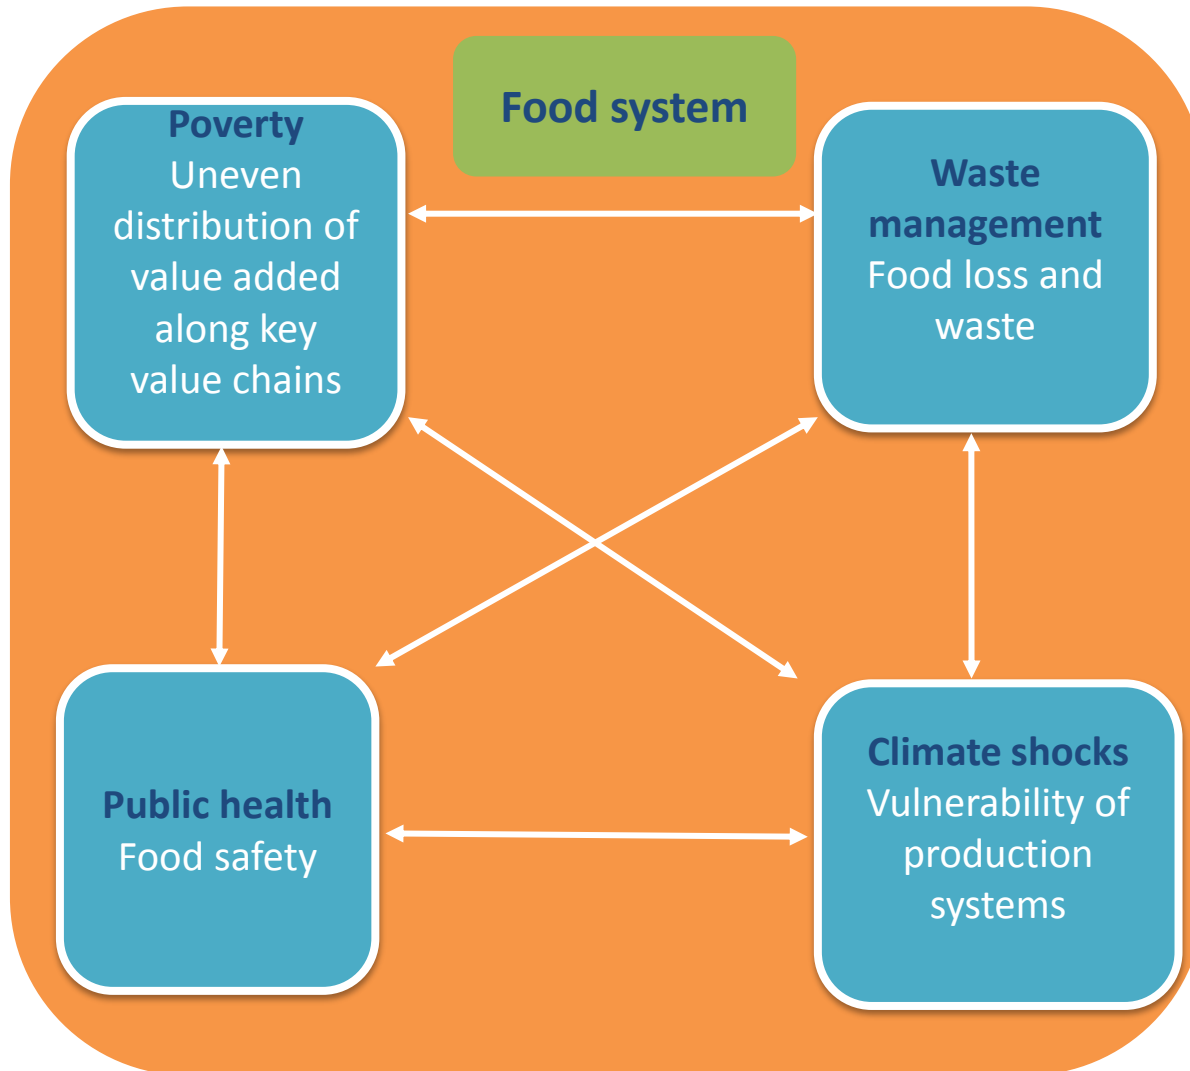 Food system
Poverty
Uneven
distribution of
value added
along key
value chains
Waste
management
Food loss and
waste
Public health
Food safety
Climate shocks
Vulnerability of
production
systems